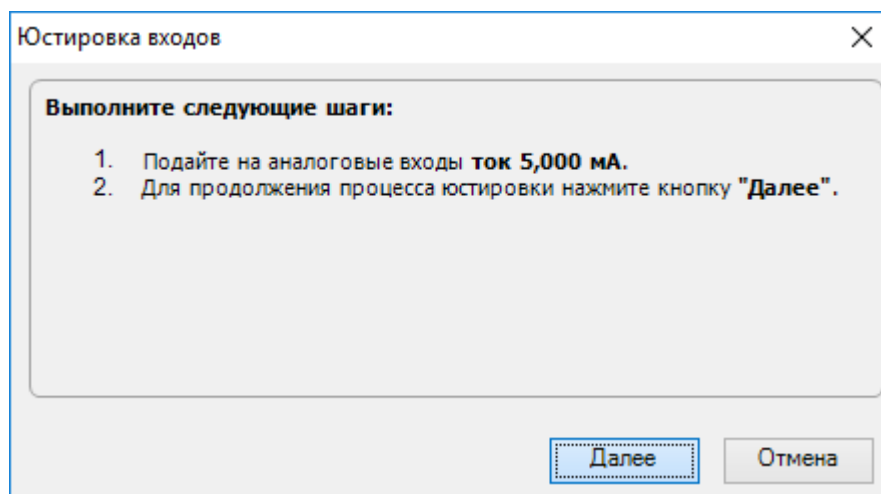 Юстировка входов
Выполните следующие шаги:
1. Подайте на аналоговые входы ток 5,000 мА.
2. Для продолжения процесса юстировки нажмите кнопку "Далее".
Далее Отмена